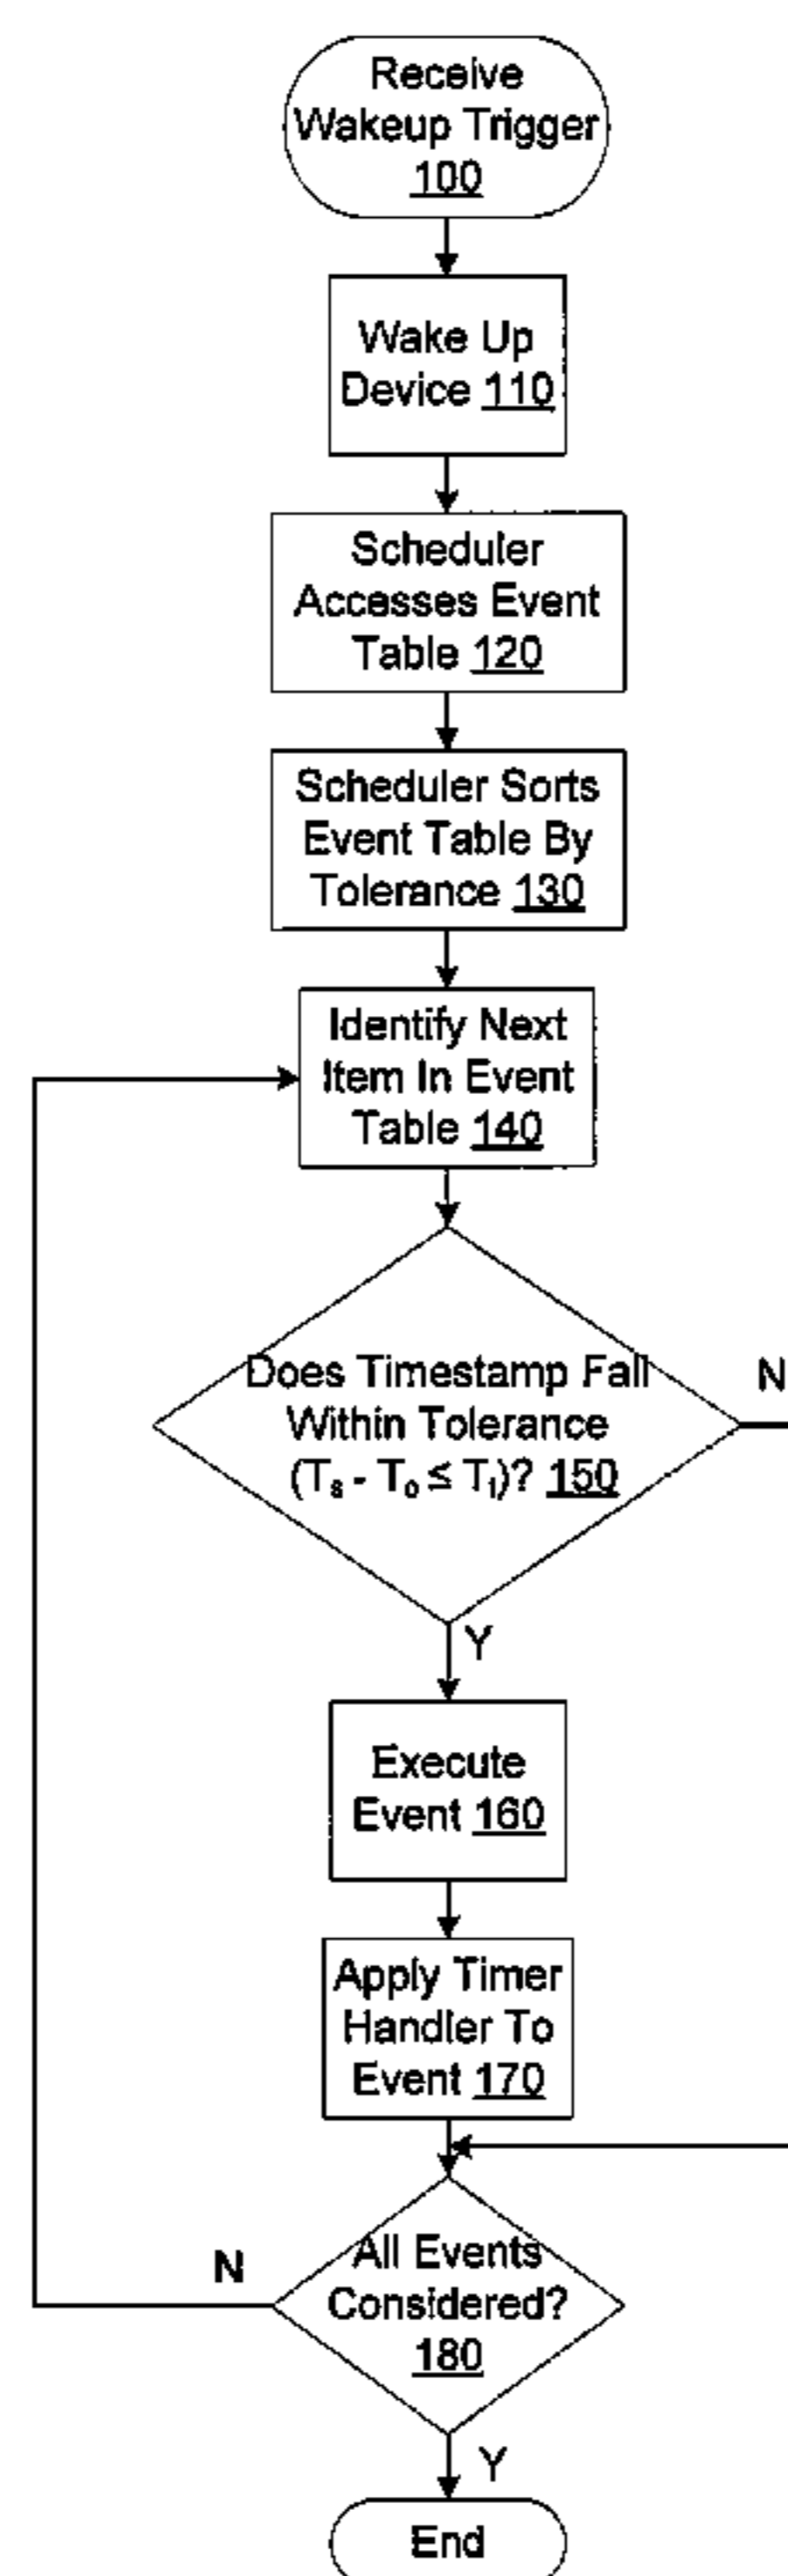 Receive
Wakeup Trigger
100
Wake Up
Device 110
Scheduler
Accesses Event
Table 120
Scheduler Sorts
Event Table By
Tolerance 130
Identify Next
Item In Event
Table 140
Does Timestamp Fall
Within Tolerance
(Ts - To ≤ Tt)? 150
N
Y
Execute
Event 160
Apply Timer
Handler To
Event 170
All Events
Considered?
180
N
Y
End